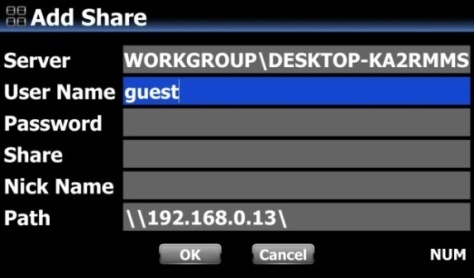 Add Share
Server WORKGROUP\DESKTOP-KA2RMMS
User Name guest
Password
Share
Nick Name
Path \\192.168.0.13\
OK Cancel NUM